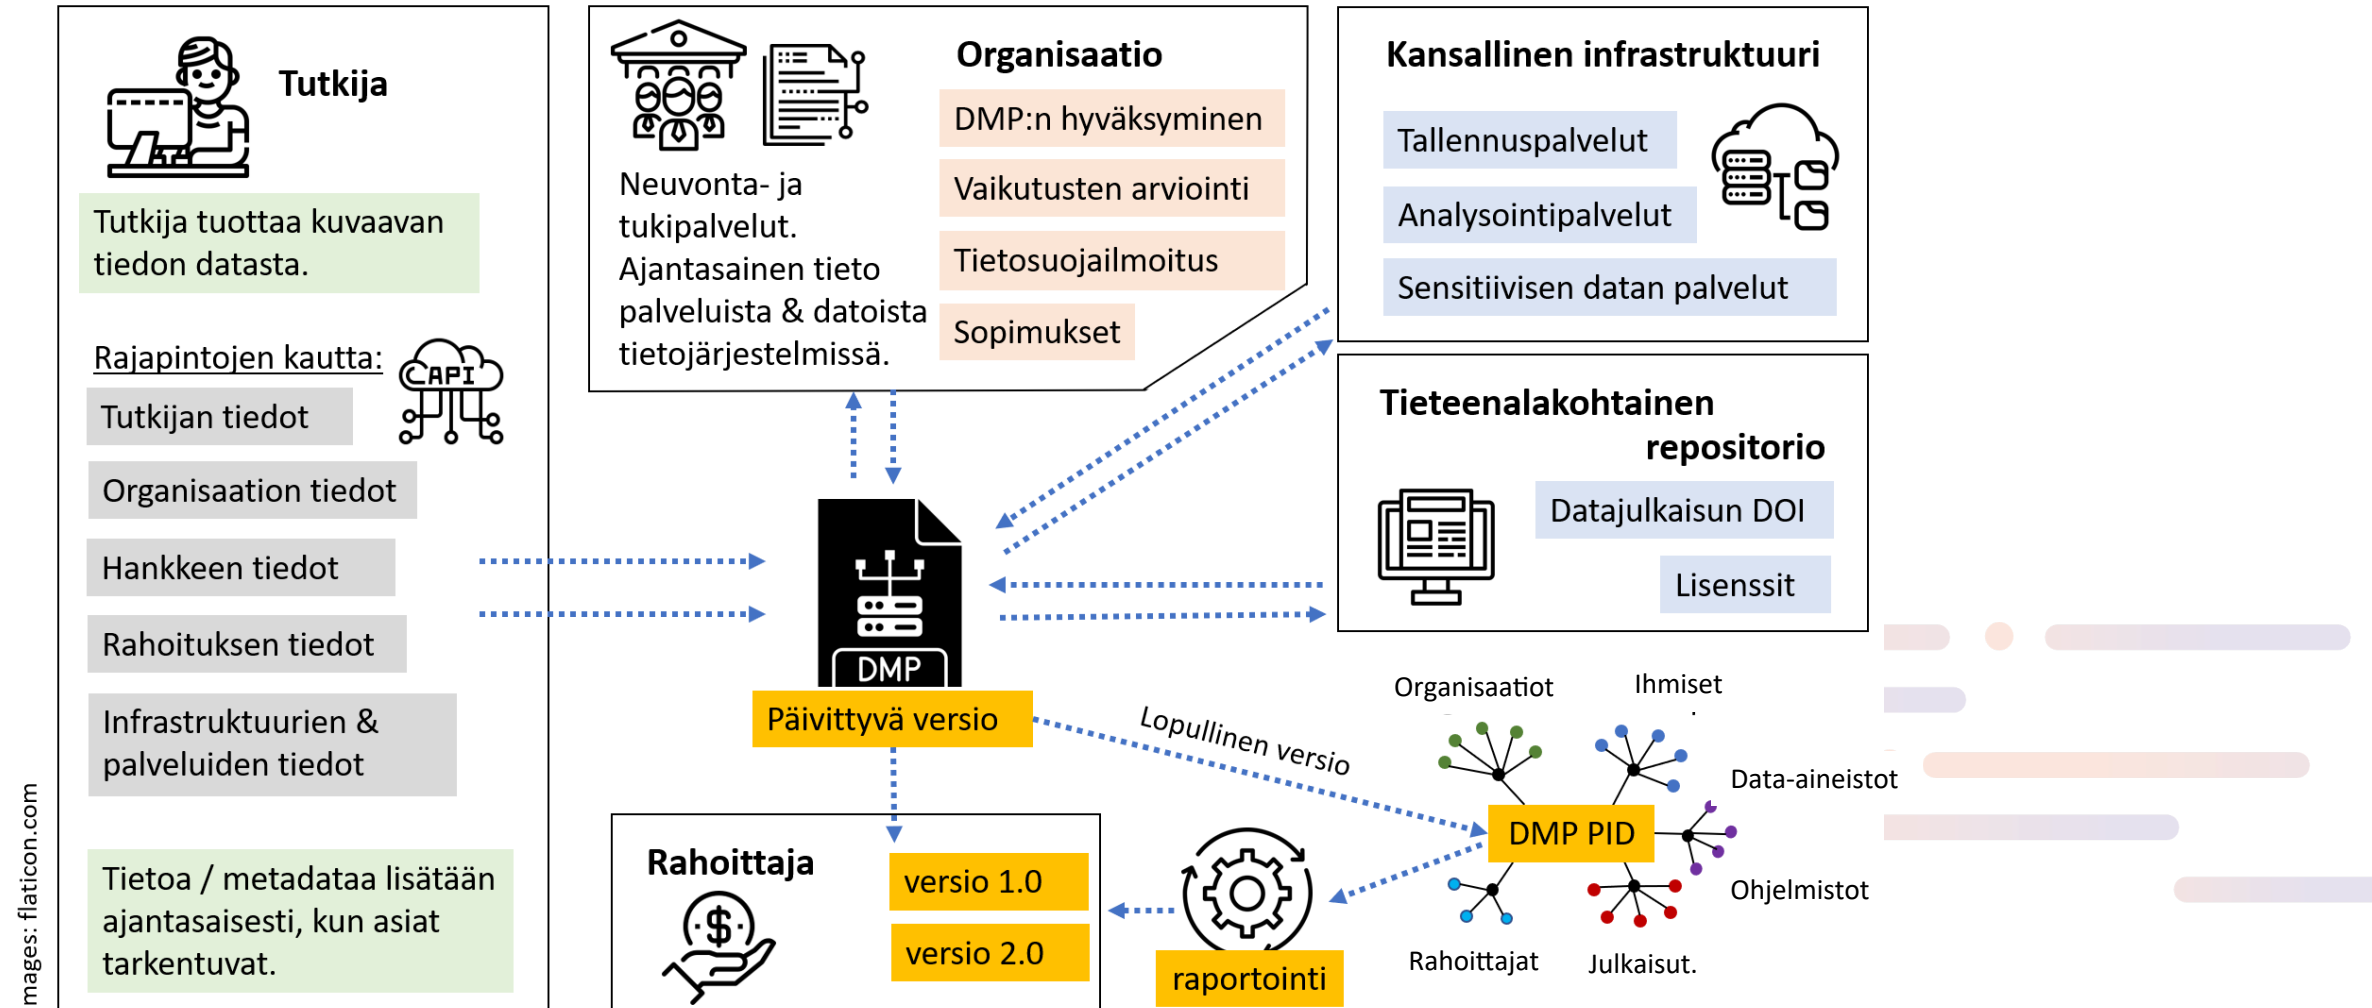 Tutkija
Tutkija tuottaa kuvaavan
tiedon datasta.
Rajapintojen kautta:
API
Tutkijan tiedot
Organisaation tiedot
Hankkeen tiedot
Rahoituksen tiedot
Infrastruktuurien &
palveluiden tiedot
Tietoa / metadataa lisätään
ajantasaisesti, kun asiat
tarkentuvat.
mages: flaticon.com
Organisaatio
Neuvonta- ja
tukipalvelut.
Ajantasainen tieto
palveluista & datoista
tietojärjestelmissä.
DMP:n hyväksyminen
Vaikutusten arviointi
Tietosuojailmoitus
Sopimukset
Kansallinen infrastruktuuri
Tallennuspalvelut
Analysointipalvelut
Sensitiivisen datan palvelut
Tieteenalakohtainen
repositorio
Datajulkaisun DOI
Lisenssit
DMP
Päivittyvä versio
Lopullinen versio
Rahoittaja
$
versio 1.0
versio 2.0
raportointi
Organisaatiot
Ihmiset
Data-aineistot
DMP PID
Ohjelmistot
Rahoittajat
Julkaisut.